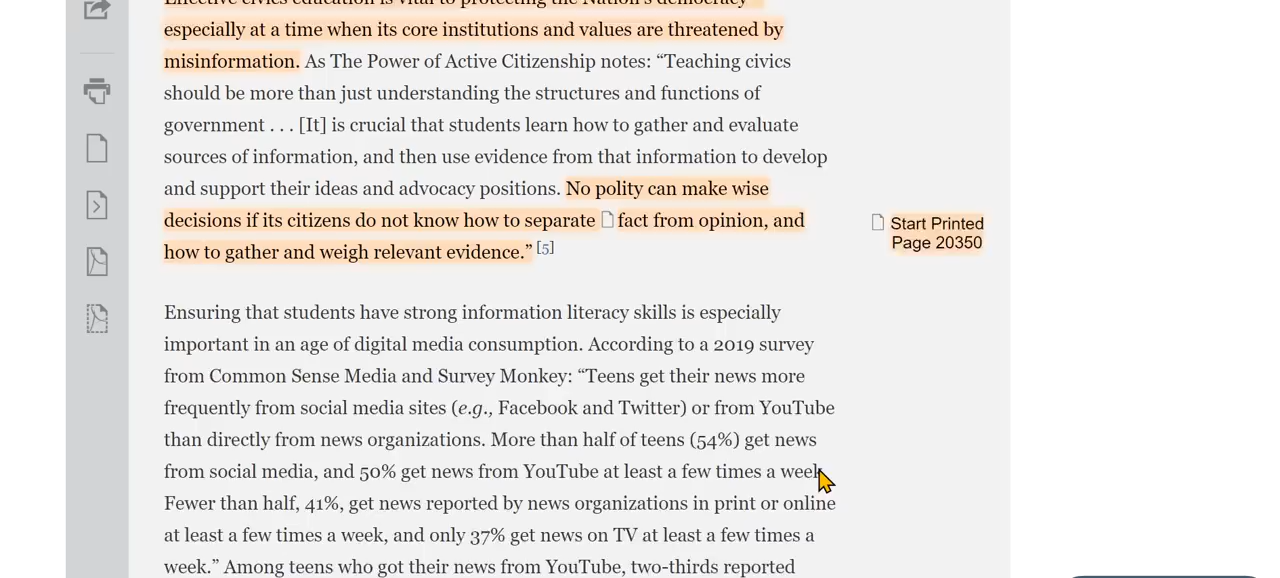 Effective civics education is vital to protecting the Nation's democracy
especially at a time when its core institutions and values are threatened by
misinformation. As The Power of Active Citizenship notes: “Teaching civics
should be more than just understanding the structures and functions of
government . . . [It] is crucial that students learn how to gather and evaluate
sources of information, and then use evidence from that information to develop
and support their ideas and advocacy positions. No polity can make wise
decisions if its citizens do not know how to separate fact from opinion, and
how to gather and weigh relevant evidence.” [5]
Start Printed
Page 20350
Ensuring that students have strong information literacy skills is especially
important in an age of digital media consumption. According to a 2019 survey
from Common Sense Media and Survey Monkey: “Teens get their news more
frequently from social media sites (e.g., Facebook and Twitter) or from YouTube
than directly from news organizations. More than half of teens (54%) get news
from social media, and 50% get news from YouTube at least a few times a week.
Fewer than half, 41%, get news reported by news organizations in print or online
at least a few times a week, and only 37% get news on TV at least a few times a
week.” Among teens who got their news from YouTube, two-thirds reported